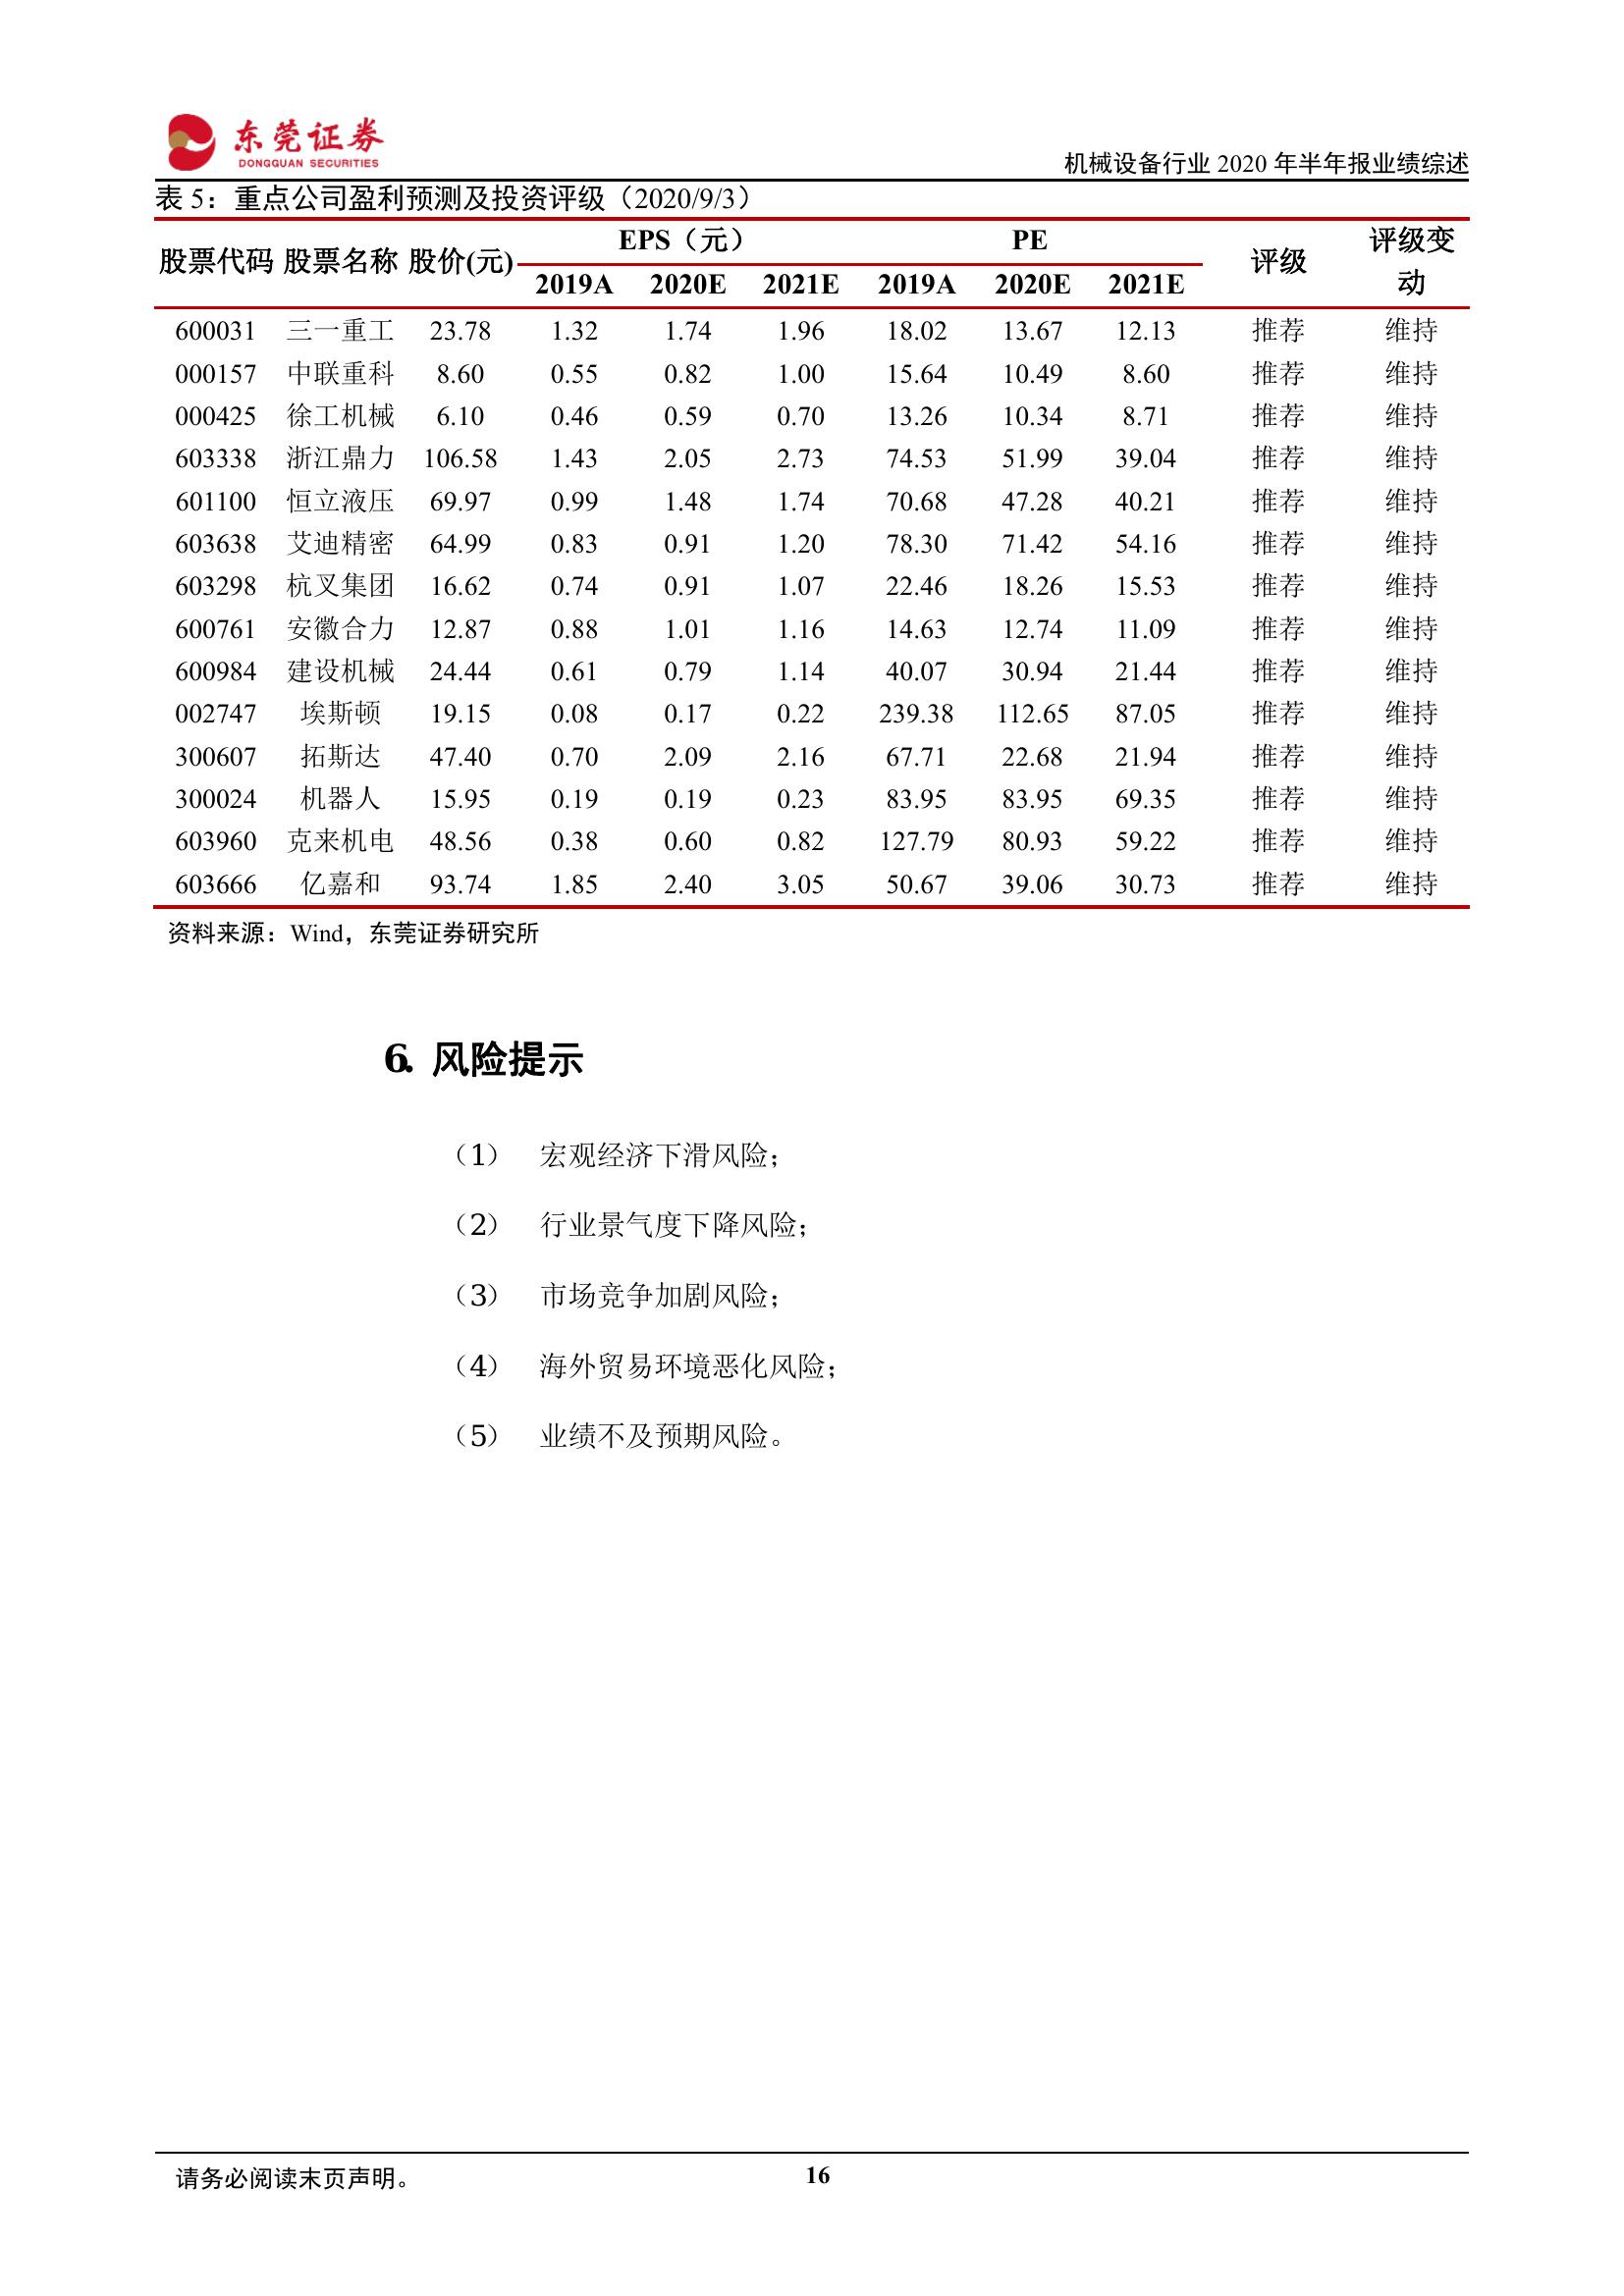 东莞证券
DONGGUAN SECURITIES
机械设备行业 2020 年半年报业绩综述
表 5：重点公司盈利预测及投资评级（2020/9/3）
股票代码 股票名称 股价(元) EPS（元） PE 评级 评级变动
2019A 2020E 2021E 2019A 2020E 2021E
600031 三一重工 23.78 1.32 1.74 1.96 18.02 13.67 12.13 推荐 维持
000157 中联重科 8.60 0.55 0.82 1.00 15.64 10.49 8.60 推荐 维持
000425 徐工机械 6.10 0.46 0.59 0.70 13.26 10.34 8.71 推荐 维持
603338 浙江鼎力 106.58 1.43 2.05 2.73 74.53 51.99 39.04 推荐 维持
601100 恒立液压 69.97 0.99 1.48 1.74 70.68 47.28 40.21 推荐 维持
603638 艾迪精密 64.99 0.83 0.91 1.20 78.30 71.42 54.16 推荐 维持
603298 杭叉集团 16.62 0.74 0.91 1.07 22.46 18.26 15.53 推荐 维持
600761 安徽合力 12.87 0.88 1.01 1.16 14.63 12.74 11.09 推荐 维持
600984 建设机械 24.44 0.61 0.79 1.14 40.07 30.94 21.44 推荐 维持
002747 埃斯顿 19.15 0.08 0.17 0.22 239.38 112.65 87.05 推荐 维持
300607 拓斯达 47.40 0.70 2.09 2.16 67.71 22.68 21.94 推荐 维持
300024 机器人 15.95 0.19 0.19 0.23 83.95 83.95 69.35 推荐 维持
603960 克来机电 48.56 0.38 0.60 0.82 127.79 80.93 59.22 推荐 维持
603666 亿嘉和 93.74 1.85 2.40 3.05 50.67 39.06 30.73 推荐 维持
资料来源：Wind，东莞证券研究所
6. 风险提示
（1） 宏观经济下滑风险；
（2） 行业景气度下降风险；
（3） 市场竞争加剧风险；
（4） 海外贸易环境恶化风险；
（5） 业绩不及预期风险。
请务必阅读末页声明。 16